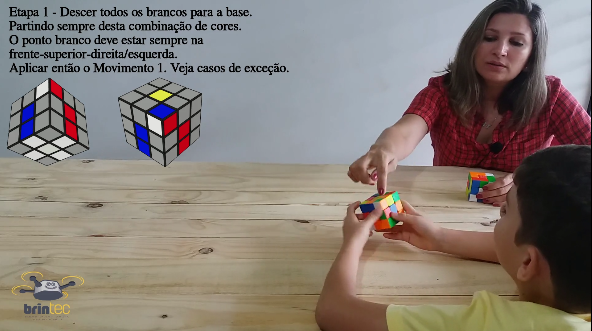 Etapa 1 - Descer todos os brancos para a base.
Partindo sempre desta combinação de cores.
O ponto branco deve estar sempre na
frente-superior-direita/esquerda.
Aplicar então o Movimento 1. Veja casos de exceção.
brintec